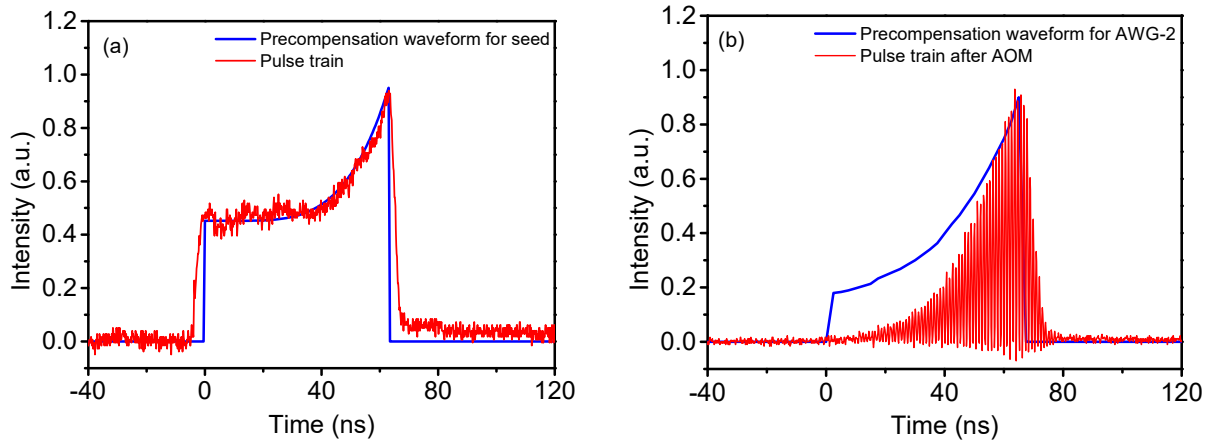 (a)
Precompensation waveform for seed
Pulse train
Intensity (a.u.)
1.2
1.0
0.8
0.6
0.4
0.2
0.0
-40 0 40 80 120
Time (ns)
(b)
Precompensation waveform for AWG-2
Pulse train after AOM
Intensity (a.u.)
1.2
1.0
0.8
0.6
0.4
0.2
0.0
-40 0 40 80 120
Time (ns)